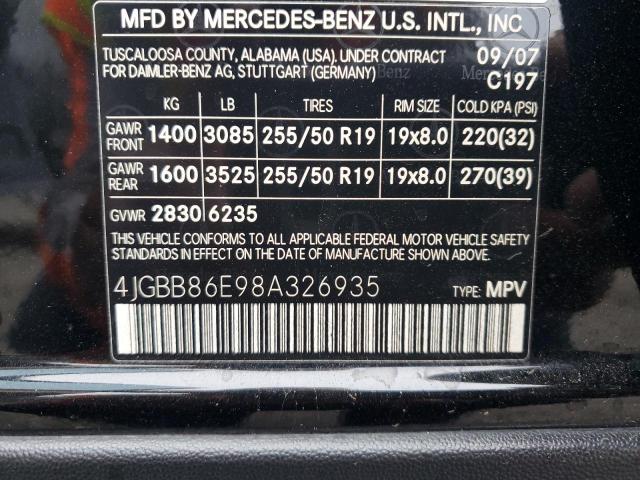 MFD BY MERCEDES-BENZ U.S. INTL., INC
TUSCALOOSA COUNTY, ALABAMA (USA). UNDER CONTRACT 09/07
FOR DAIMLER-BENZ AG, STUTTGART (GERMANY) C197
KG LB TIRES RIM SIZE COLD KPA (PSI)
GAWR FRONT 1400 3085 255/50 R19 19x8.0 220(32)
GAWR REAR 1600 3525 255/50 R19 19x8.0 270(39)
GVWR 2830 6235
THIS VEHICLE CONFORMS TO ALL APPLICABLE FEDERAL MOTOR VEHICLE SAFETY
STANDARDS IN EFFECT ON THE DATE OF MANUFACTURE SHOWN ABOVE.
4JGBB86E98A326935 TYPE: MPV